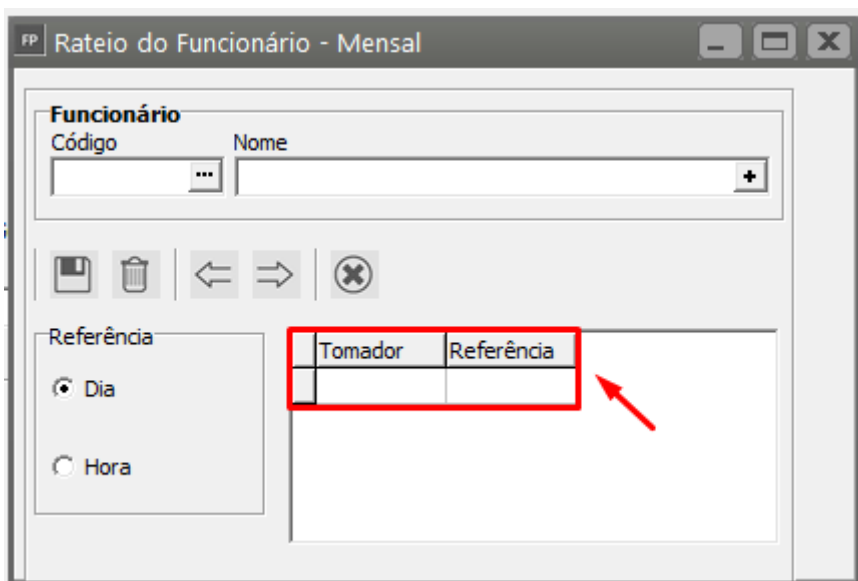 FP Rateio do Funcionário - Mensal
Funcionário
Código Nome
Referência
Tomador Referência
Dia
Hora